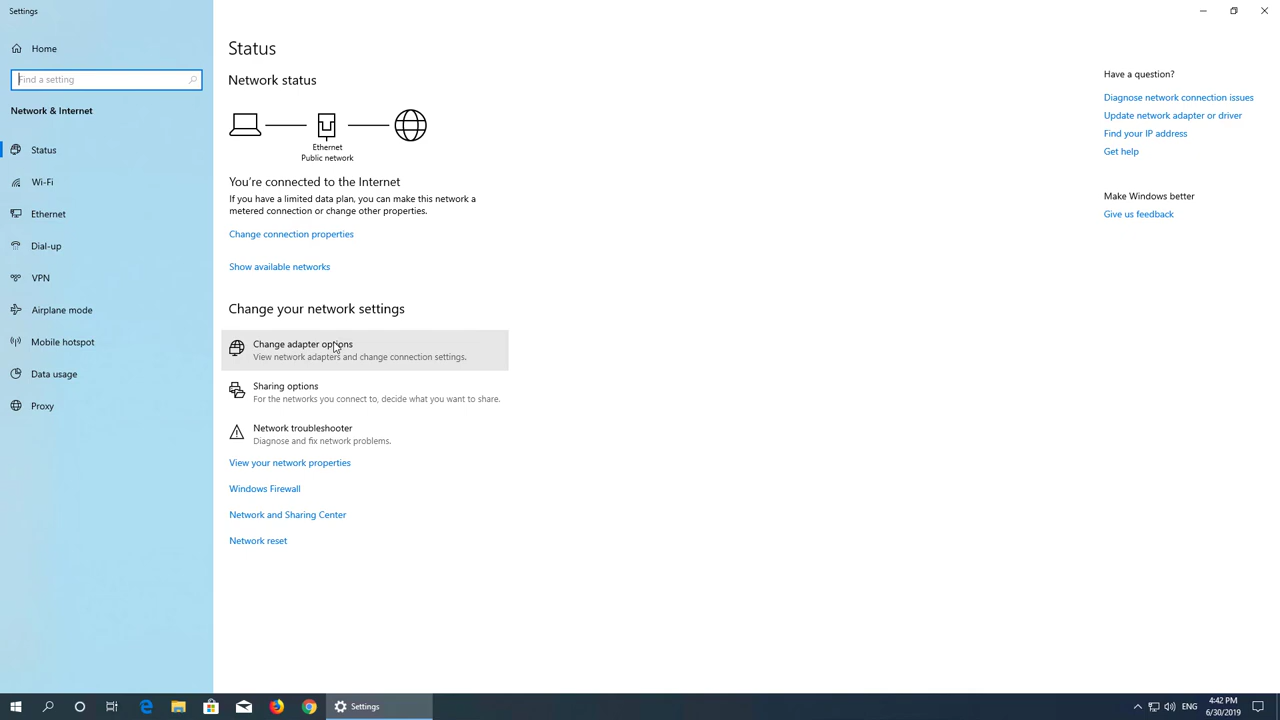 Settings
Home
Find a setting
Network & Internet
Status
Wi-Fi
Ethernet
Dial-up
VPN
Airplane mode
Mobile hotspot
Data usage
Proxy
Status
Network status
Ethernet
Public network
You're connected to the Internet
If you have a limited data plan, you can make this network a
metered connection or change other properties.
Change connection properties
Show available networks
Change your network settings
Change adapter options
View network adapters and change connection settings.
Sharing options
For the networks you connect to, decide what you want to share.
Network troubleshooter
Diagnose and fix network problems.
View your network properties
Windows Firewall
Network and Sharing Center
Network reset
Have a question?
Diagnose network connection issues
Update network adapter or driver
Find your IP address
Get help
Make Windows better
Give us feedback
Settings
ENG
4:42 PM
6/30/2019